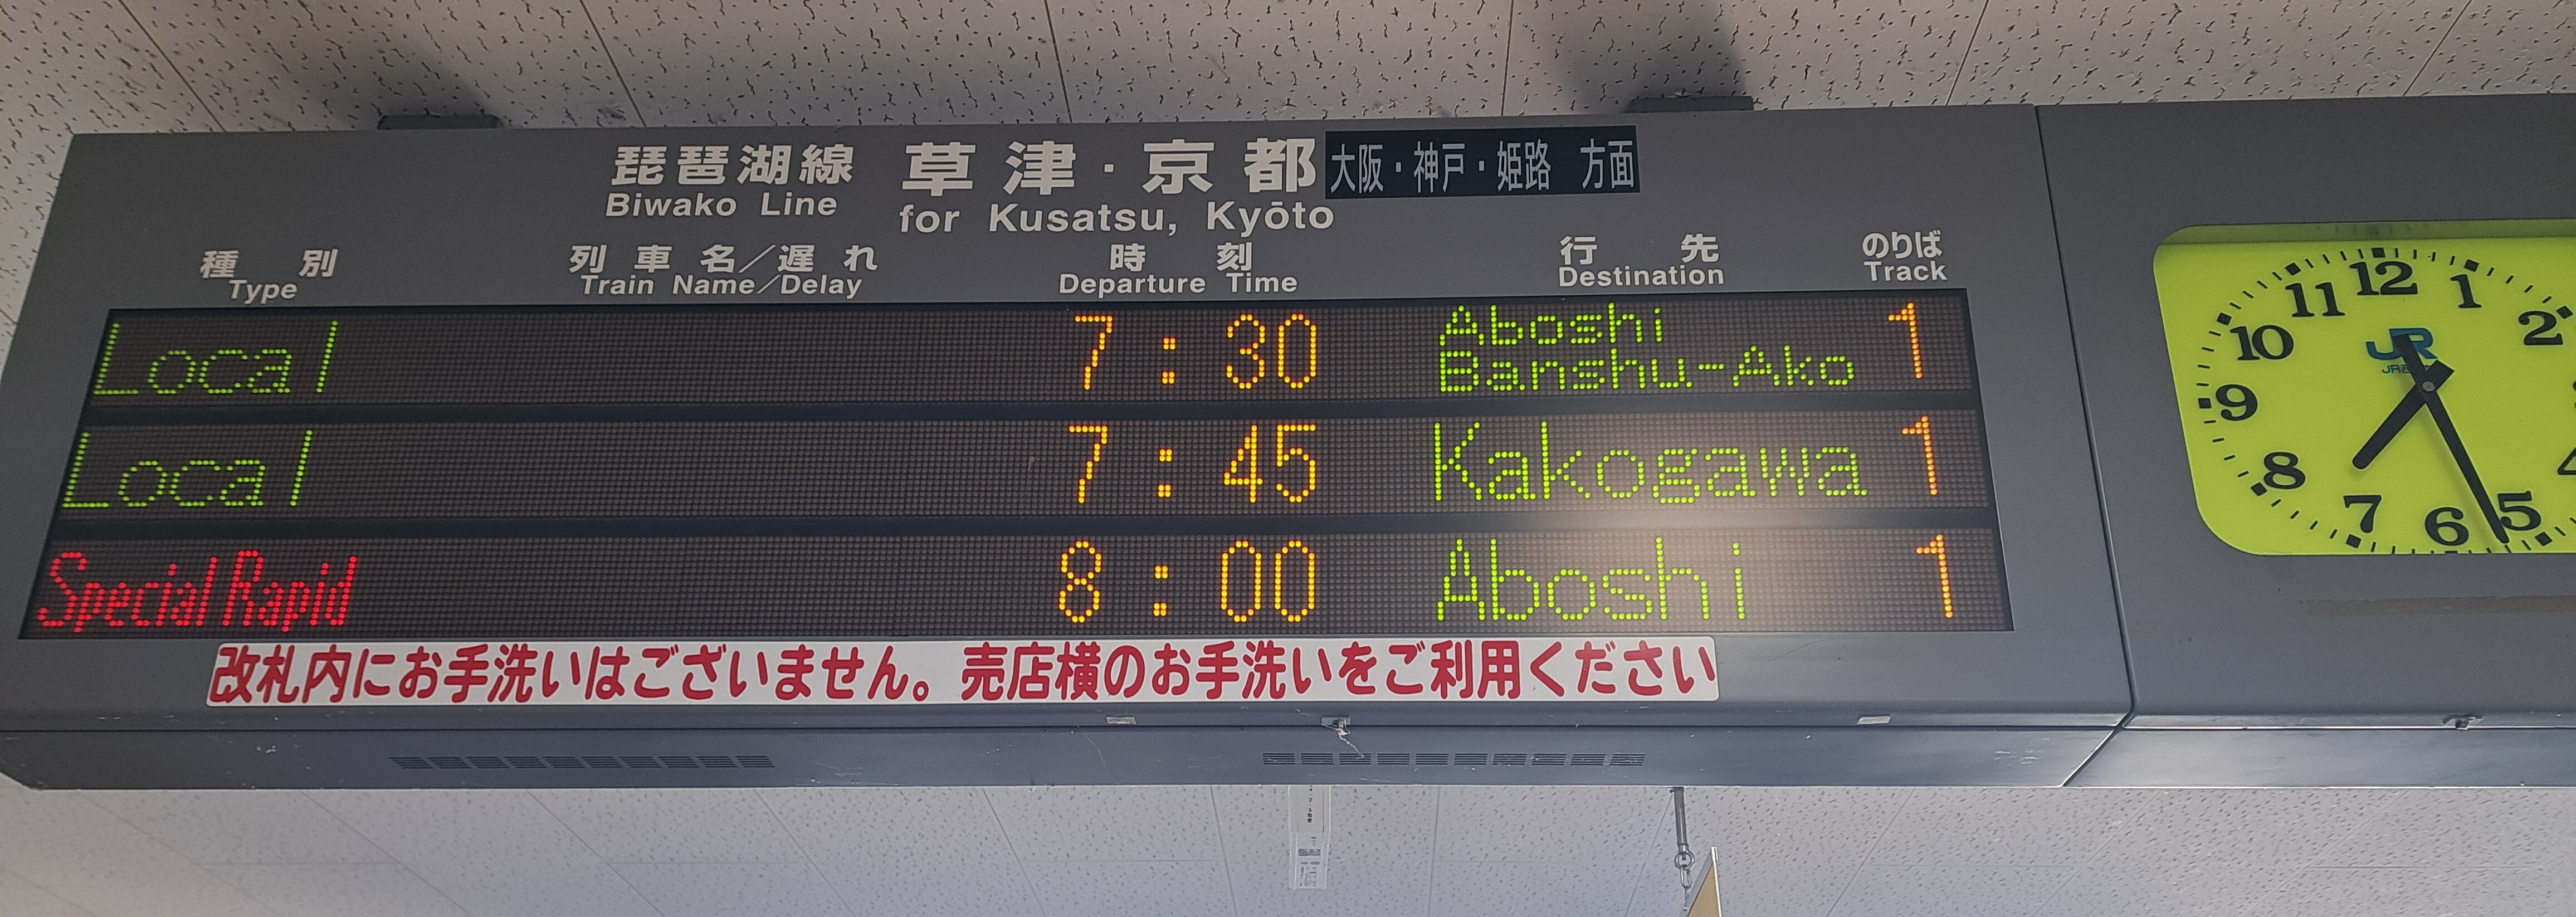 琵琶湖線 草津・京都 大阪・神戸・姫路 方面
Biwako Line for Kusatsu, Kyōto
種別 列車名／遅れ 時刻 行先 のりば
Type Train Name／Delay Departure Time Destination Track
Local 7:30 Aboshi Banshu-Ako 1
Local 7:45 Kakogawa 1
Special Rapid 8:00 Aboshi 1
改札内にお手洗いはございません。売店横のお手洗いをご利用ください
12
11 1
10 2
JR
9
8
7 5
6